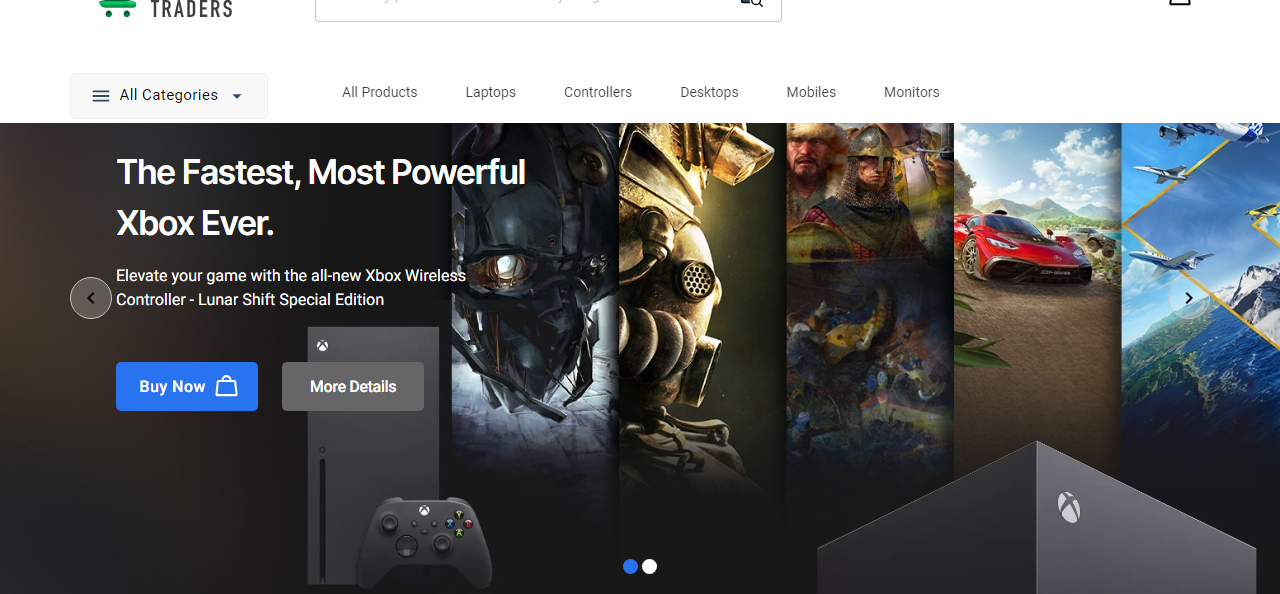 TRADERS
All Categories
All Products
Laptops
Controllers
Desktops
Mobiles
Monitors
The Fastest, Most Powerful
Xbox Ever.
Elevate your game with the all-new Xbox Wireless
Controller - Lunar Shift Special Edition
Buy Now
More Details